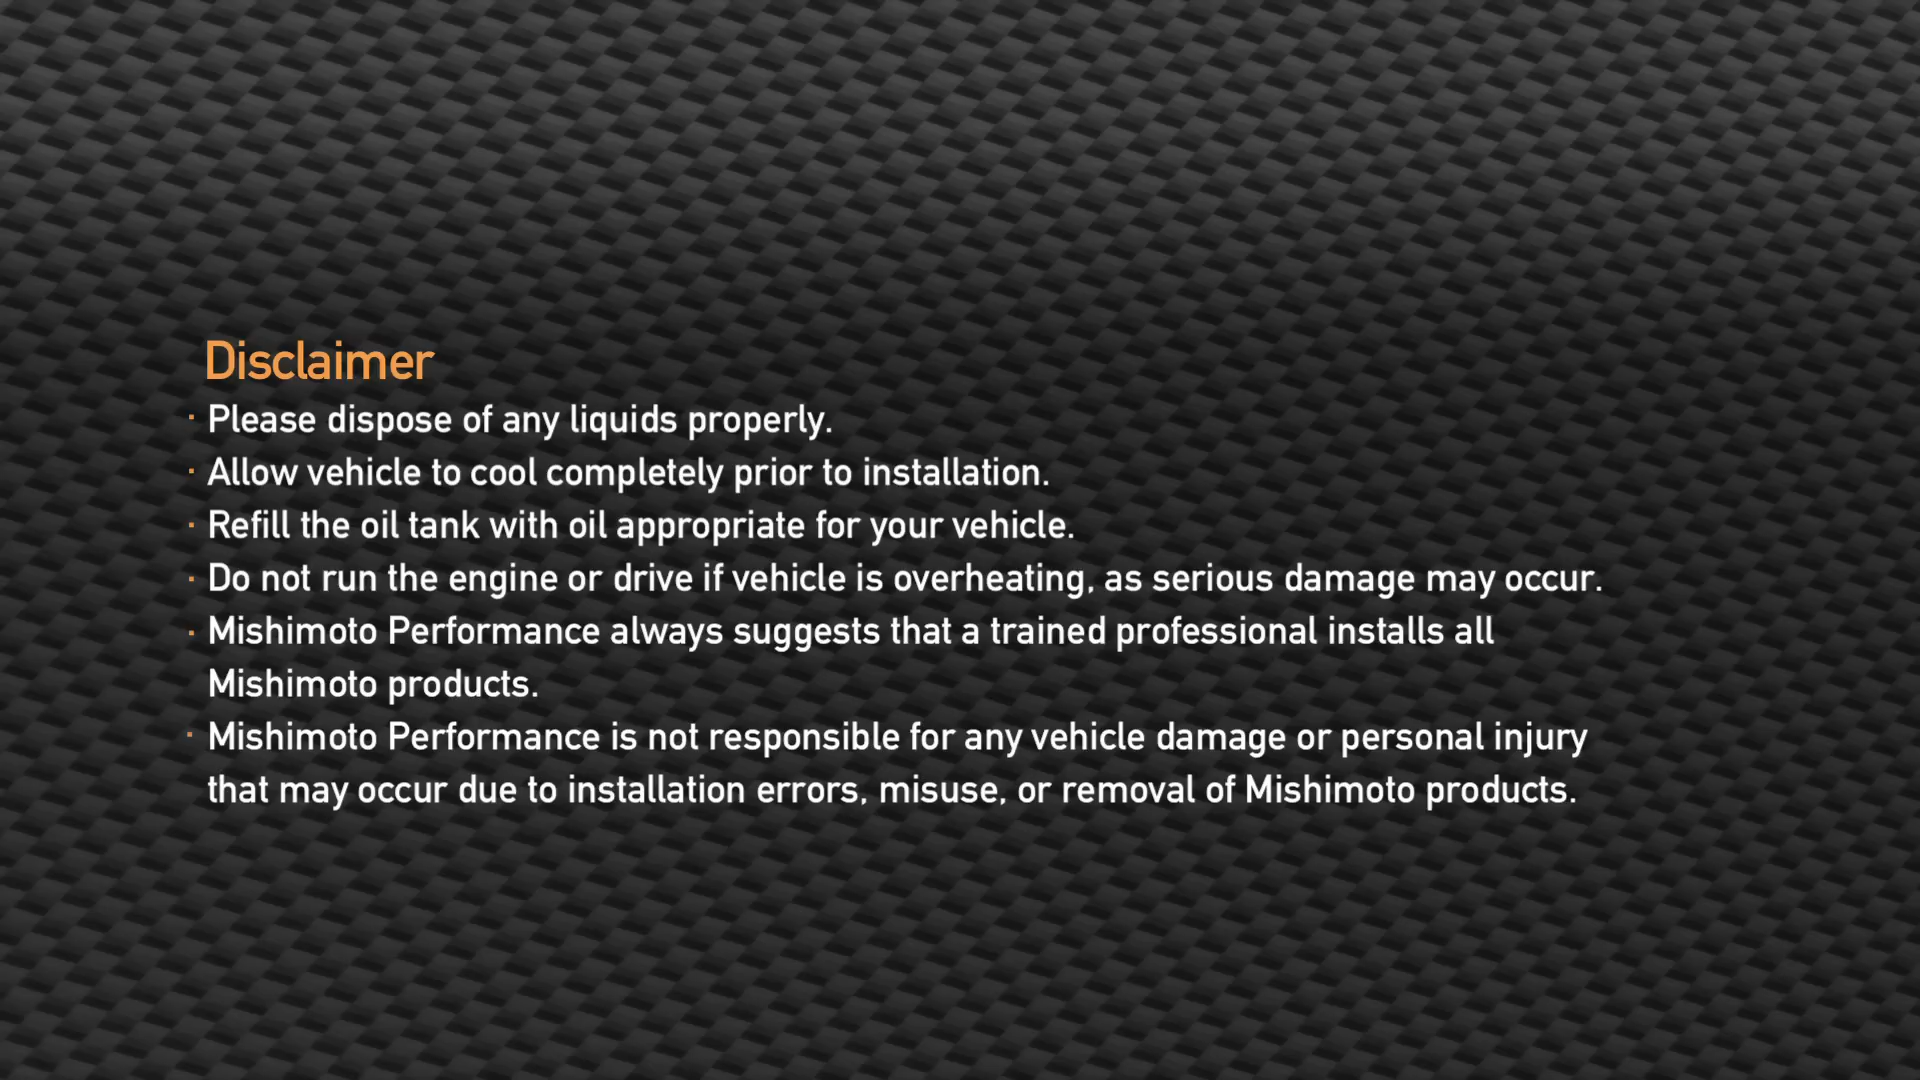 Disclaimer
· Please dispose of any liquids properly.
· Allow vehicle to cool completely prior to installation.
· Refill the oil tank with oil appropriate for your vehicle.
· Do not run the engine or drive if vehicle is overheating, as serious damage may occur.
· Mishimoto Performance always suggests that a trained professional installs all
Mishimoto products.
· Mishimoto Performance is not responsible for any vehicle damage or personal injury
that may occur due to installation errors, misuse, or removal of Mishimoto products.